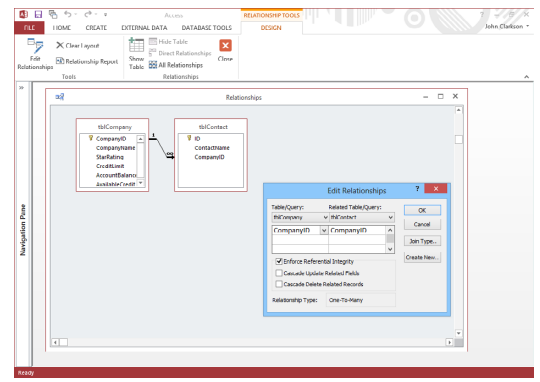 Access
RELATIONSHIP TOOLS
FILE HOME CREATE EXTERNAL DATA DATABASE TOOLS DESIGN John Clarkson
Edit Relationships
Clear Layout
Relationship Report
Tools
Show Table
Hide Table
Direct Relationships
All Relationships
Close
Relationships
Navigation Pane
Relationships
tblCompany
CompanyID
CompanyName
StarRating
CreditLimit
AccountBalance
AvailableCredit
1
∞
tblContact
ID
ContactName
CompanyID
Edit Relationships
Table/Query: Related Table/Query:
tblCompany tblContact
CompanyID CompanyID
Enforce Referential Integrity
Cascade Update Related Fields
Cascade Delete Related Records
Relationship Type: One-To-Many
OK
Cancel
Join Type..
Create New..
Ready